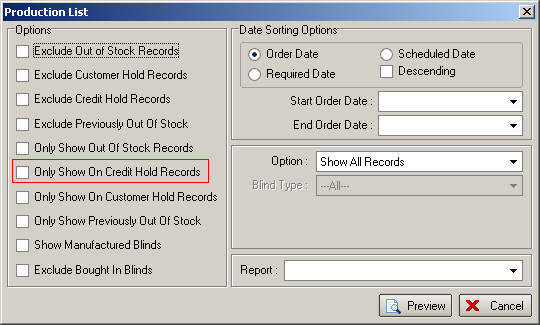 Production List
Options
Exclude Out of Stock Records
Exclude Customer Hold Records
Exclude Credit Hold Records
Exclude Previously Out Of Stock
Only Show Out Of Stock Records
Only Show On Credit Hold Records
Only Show On Customer Hold Records
Only Show Previously Out Of Stock
Show Manufactured Blinds
Exclude Bought In Blinds
Date Sorting Options
Order Date
Scheduled Date
Required Date
Descending
Start Order Date :
End Order Date :
Option : Show All Records
Blind Type : ---All---
Report :
Preview
Cancel